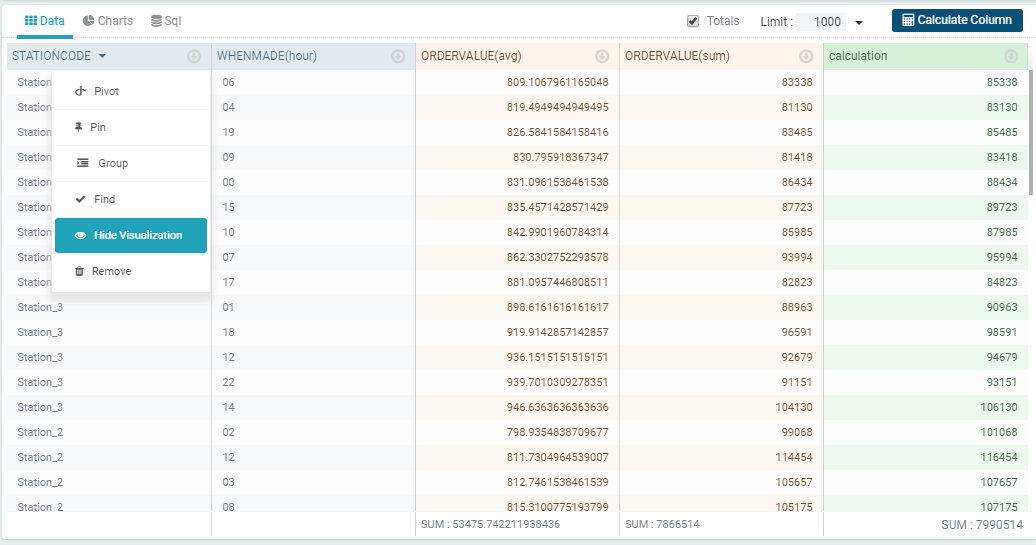 Data Charts Sql Totals Limit : 1000 Calculate Column
STATIONCODE WHENMADE(hour) ORDERVALUE(avg) ORDERVALUE(sum) calculation
Station 06 809.1067961165048 83338 85338
Pivot
Station 04 819.4949494949495 81130 83130
Station 19 826.5841584158416 83485 85485
Pin
Station 09 830.795918367347 81418 83418
Group
Station 00 831.0961538461538 86434 88434
Find
Station 15 835.4571428571429 87723 89723
Station 10 842.9901960784314 85985 87985
Hide Visualization
Station 07 862.3302752293578 93994 95994
Remove
Station 17 881.0957446808511 82823 84823
Station_3 01 898.6161616161617 88963 90963
Station_3 18 919.9142857142857 96591 98591
Station_3 12 936.1515151515151 92679 94679
Station_3 22 939.7010309278351 91151 93151
Station_3 14 946.6363636363636 104130 106130
Station_2 02 798.9354838709677 99068 101068
Station_2 12 811.7304964539007 114454 116454
Station_2 03 812.7461538461539 105657 107657
Station_2 08 815.3100775193799 105175 107175
SUM : 53475.742211938436 SUM : 7866514 SUM : 7990514